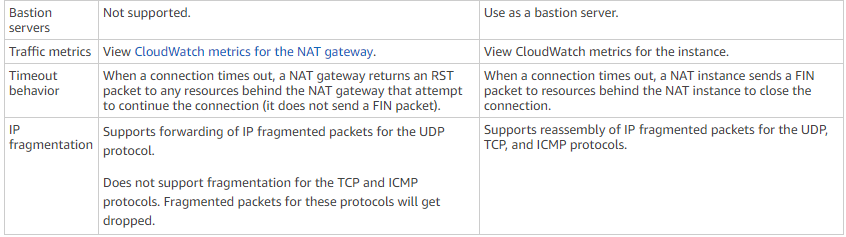 Bastion
servers
Not supported.
Use as a bastion server.
Traffic metrics
View CloudWatch metrics for the NAT gateway.
View CloudWatch metrics for the instance.
Timeout
behavior
When a connection times out, a NAT gateway returns an RST
packet to any resources behind the NAT gateway that attempt
to continue the connection (it does not send a FIN packet).
When a connection times out, a NAT instance sends a FIN
packet to resources behind the NAT instance to close the
connection.
IP
fragmentation
Supports forwarding of IP fragmented packets for the UDP
protocol.
Does not support fragmentation for the TCP and ICMP
protocols. Fragmented packets for these protocols will get
dropped.
Supports reassembly of IP fragmented packets for the UDP,
TCP, and ICMP protocols.